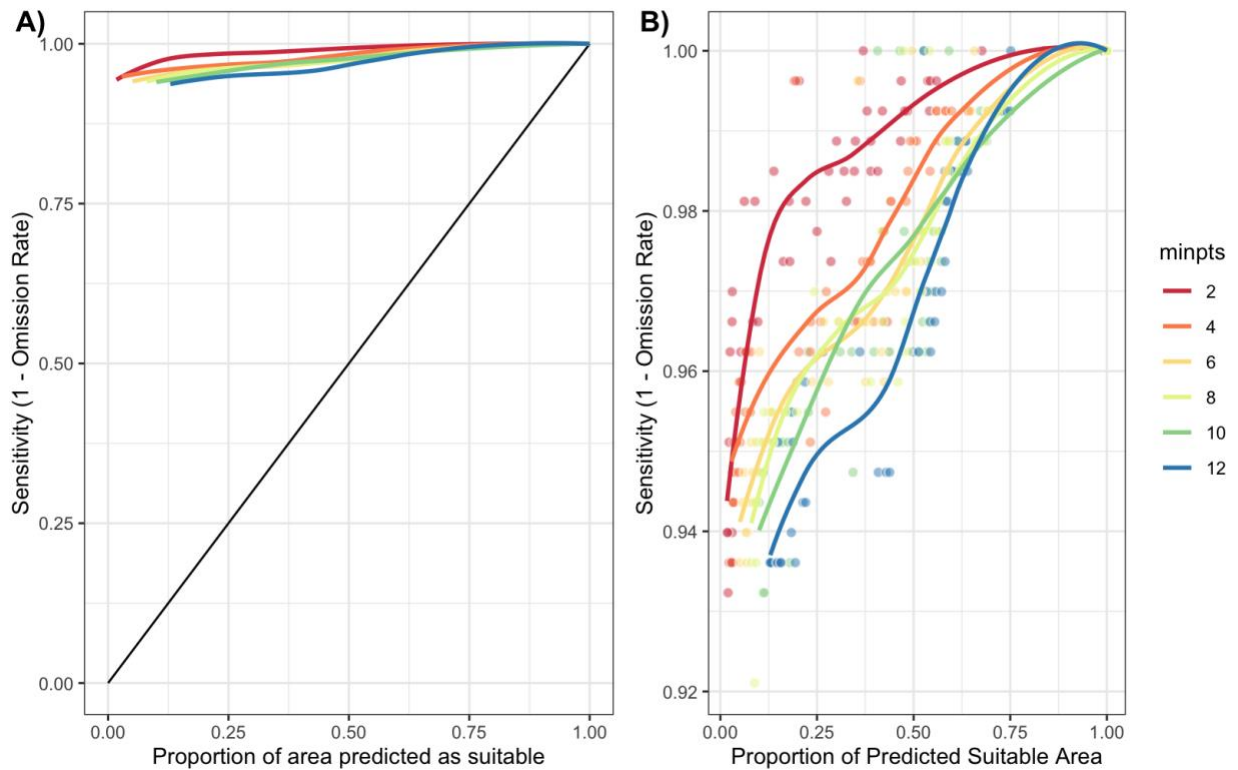 A)
1.00
0.75
0.50
0.25
0.00
Sensitivity (1 - Omission Rate)
0.00 0.25 0.50 0.75 1.00
Proportion of area predicted as suitable
B)
1.00
0.98
0.96
0.94
0.92
Sensitivity (1 - Omission Rate)
0.00 0.25 0.50 0.75 1.00
Proportion of Predicted Suitable Area
minpts
2
4
6
8
10
12